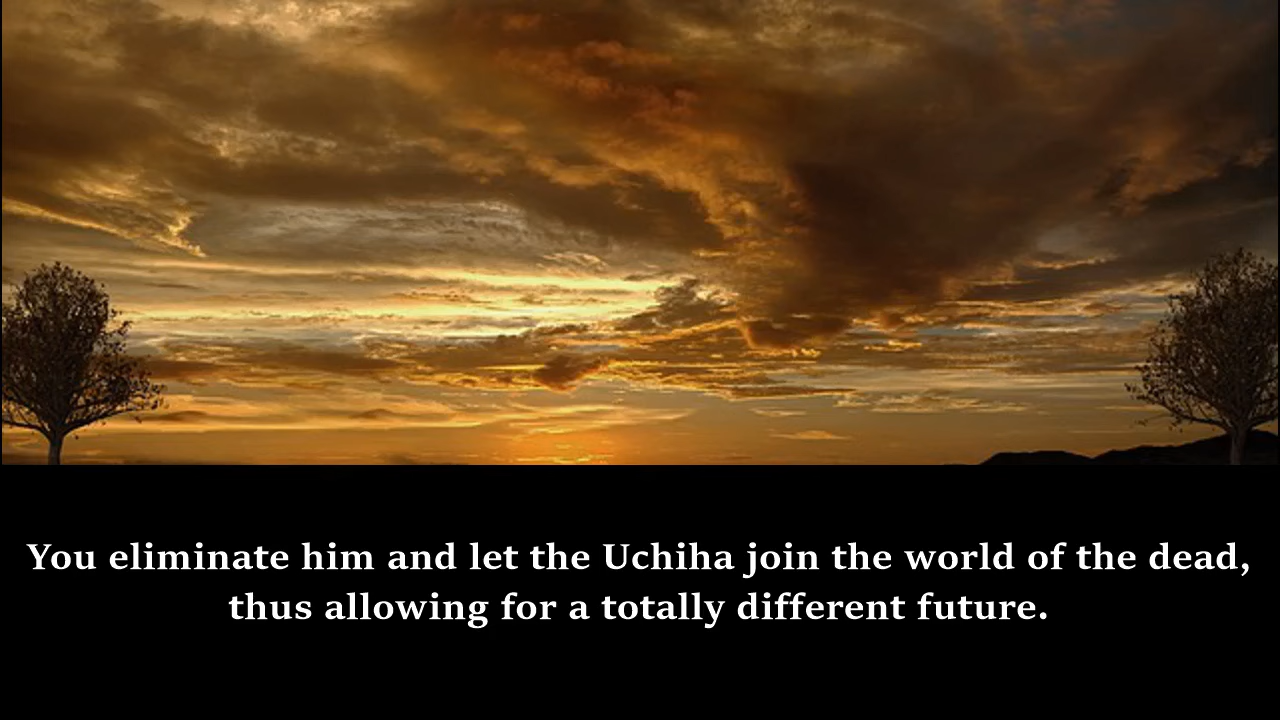 You eliminate him and let the Uchiha join the world of the dead,
thus allowing for a totally different future.